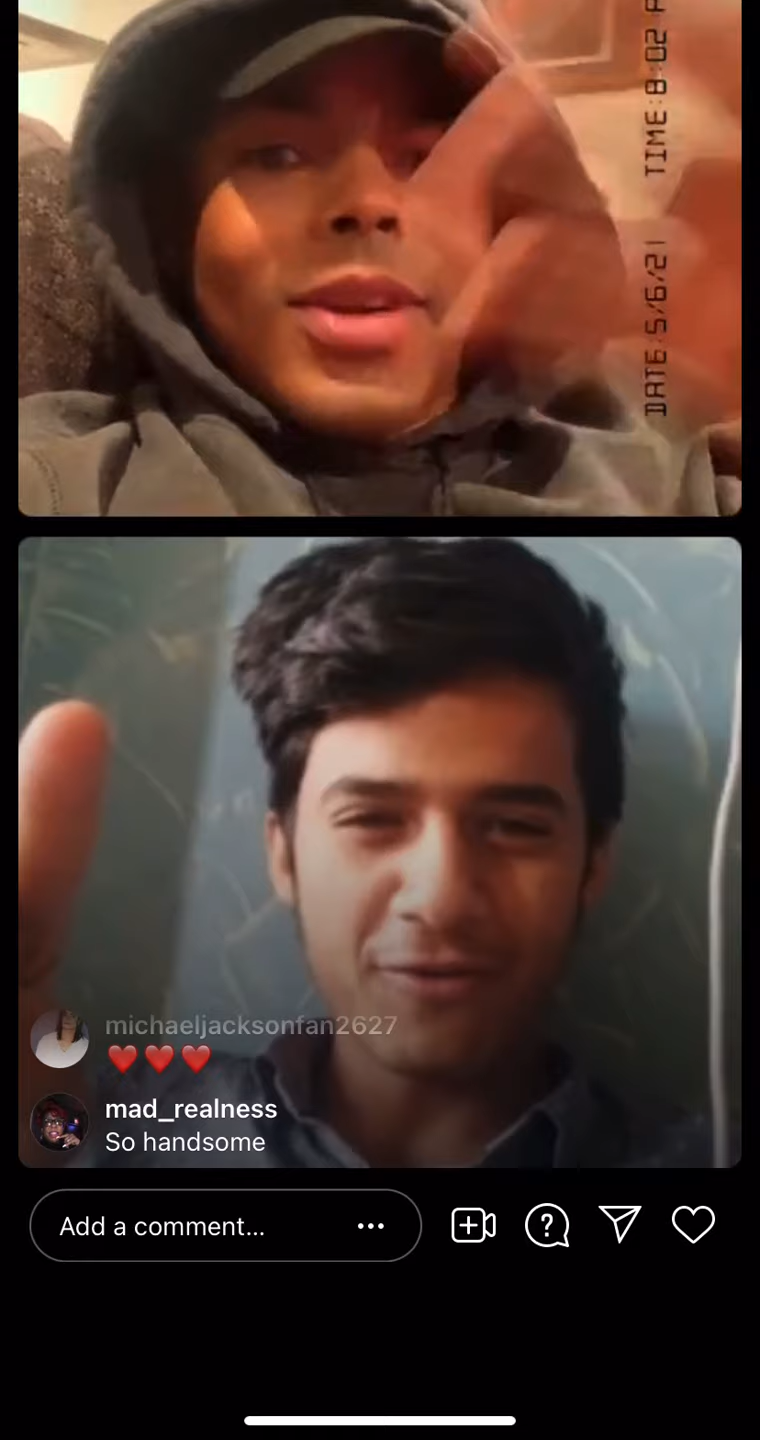 DATE:5/6/21 TIME:8:02
michaeljacksonfan2627
❤️❤️❤️
mad_realness
So handsome
Add a comment...